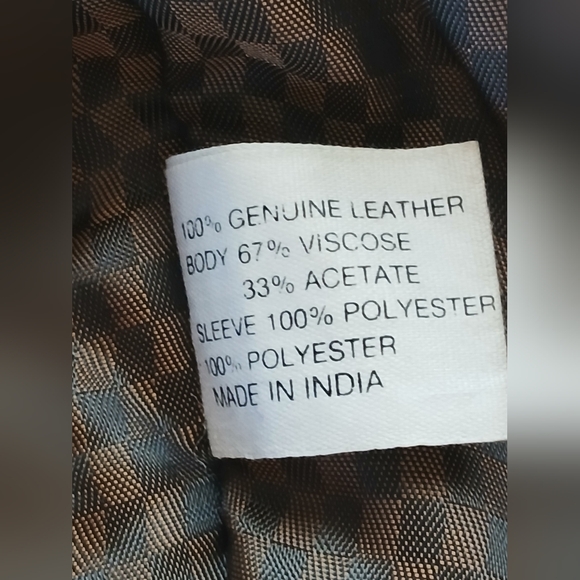 100% GENUINE LEATHER
BODY 67% VISCOSE
33% ACETATE
SLEEVE 100% POLYESTER
100% POLYESTER
MADE IN INDIA